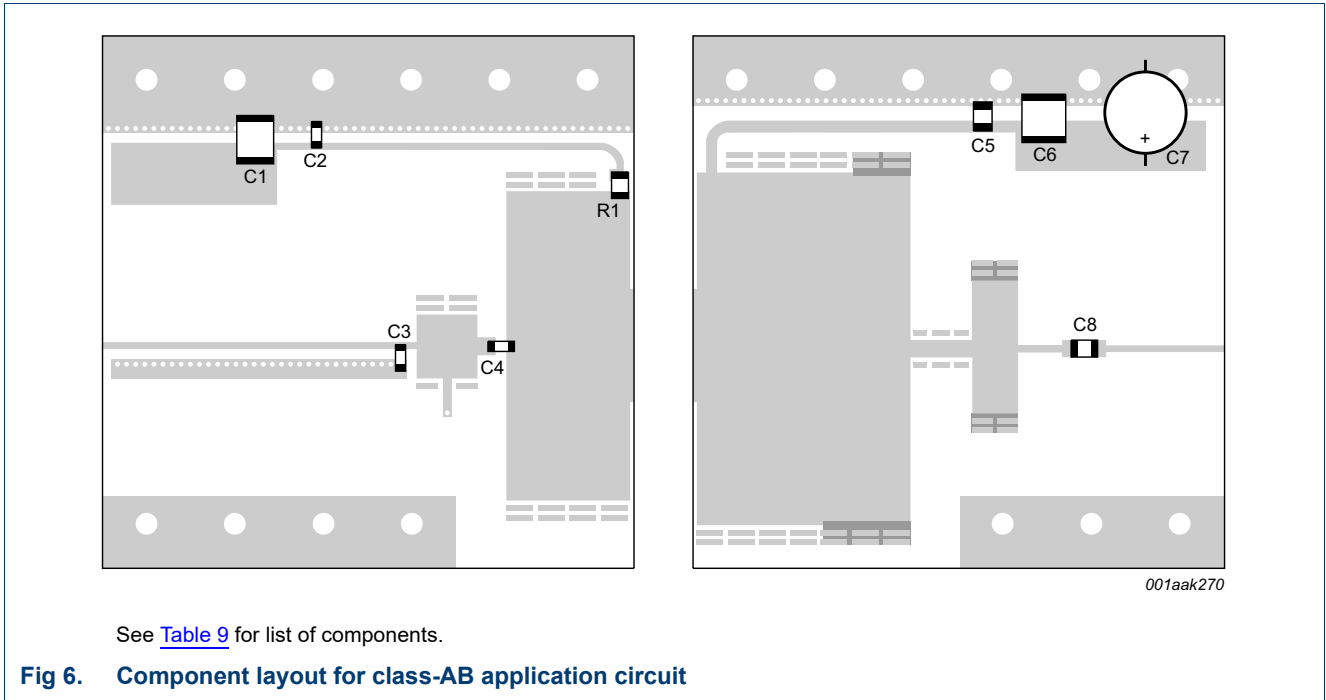 C1
C2
R1
C3
C4
C5
C6
+
C7
C8
001aak270
See Table 9 for list of components.
Fig 6. Component layout for class-AB application circuit